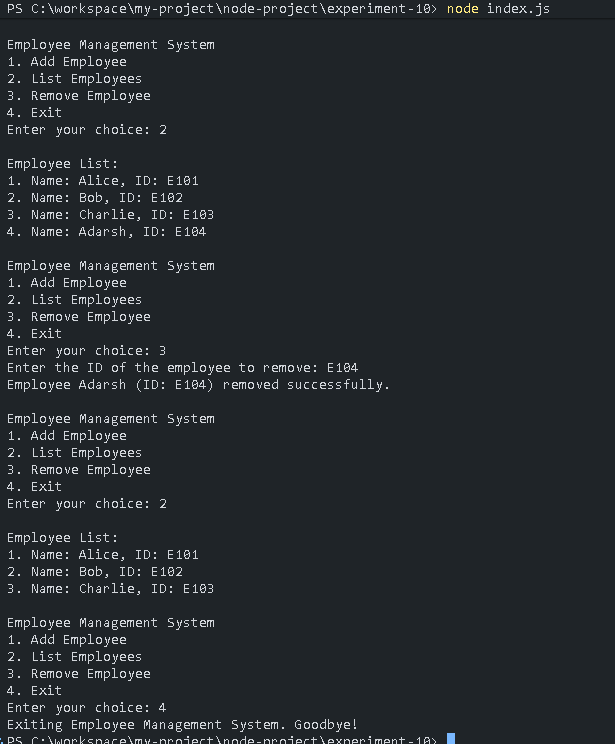 PS C:\workspace\my-project\node-project\experiment-10> node index.js
Employee Management System
1. Add Employee
2. List Employees
3. Remove Employee
4. Exit
Enter your choice: 2
Employee List:
1. Name: Alice, ID: E101
2. Name: Bob, ID: E102
3. Name: Charlie, ID: E103
4. Name: Adarsh, ID: E104
Employee Management System
1. Add Employee
2. List Employees
3. Remove Employee
4. Exit
Enter your choice: 3
Enter the ID of the employee to remove: E104
Employee Adarsh (ID: E104) removed successfully.
Employee Management System
1. Add Employee
2. List Employees
3. Remove Employee
4. Exit
Enter your choice: 2
Employee List:
1. Name: Alice, ID: E101
2. Name: Bob, ID: E102
3. Name: Charlie, ID: E103
Employee Management System
1. Add Employee
2. List Employees
3. Remove Employee
4. Exit
Enter your choice: 4
Exiting Employee Management System. Goodbye!
PS C:\workspace\my-project\node-project\experiment-10>